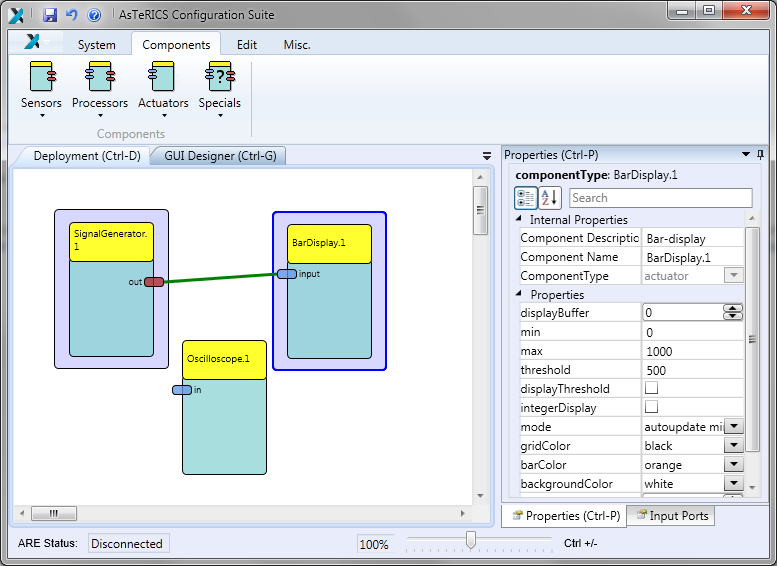 AsTeRICS Configuration Suite
System Components Edit Misc.
Sensors Processors Actuators Specials
Components
Deployment (Ctrl-D) GUI Designer (Ctrl-G)
SignalGenerator.
1
out
BarDisplay.1
input
Oscilloscope.1
in
Properties (Ctrl-P)
componentType: BarDisplay.1
A
Z
Search
Internal Properties
Component Descriptio Bar-display
Component Name BarDisplay.1
ComponentType actuator
Properties
displayBuffer 0
min 0
max 1000
threshold 500
displayThreshold
integerDisplay
mode autoupdate mi
gridColor black
barColor orange
backgroundColor white
Properties (Ctrl-P) Input Ports
ARE Status: Disconnected 100% Ctrl +/-